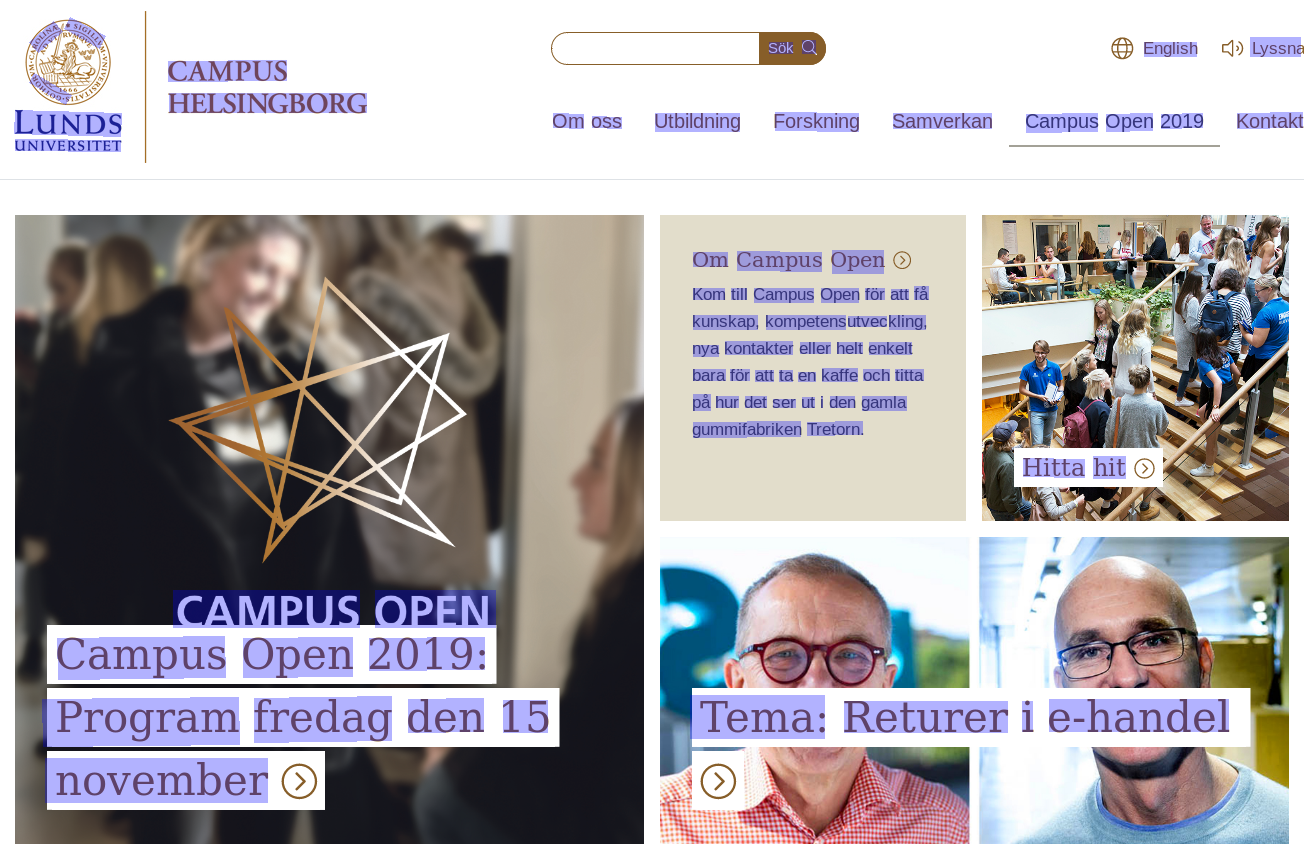 LUNDS
UNIVERSITET
CAMPUS
HELSINGBORG
Sök
English
Lyssna
Om oss
Utbildning
Forskning
Samverkan
Campus Open 2019
Kontakt
CAMPUS OPEN
Campus Open 2019:
Program fredag den 15
november
Om Campus Open
Kom till Campus Open för att få
kunskap, kompetensutveckling,
nya kontakter eller helt enkelt
bara för att ta en kaffe och titta
på hur det ser ut i den gamla
gummifabriken Tretorn.
Hitta hit
Tema: Returer i e-handel